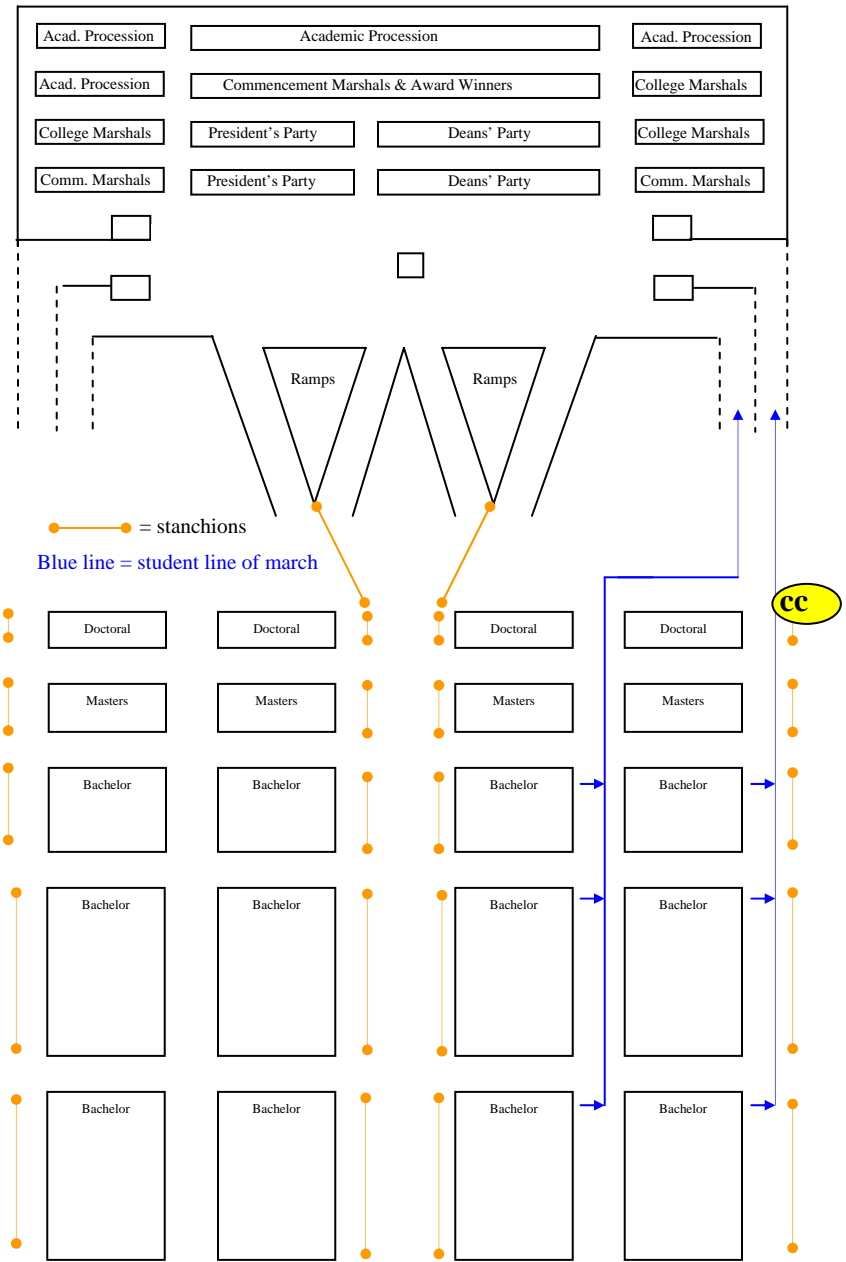 Acad. Procession
Academic Procession
Acad. Procession
Acad. Procession
Commencement Marshals & Award Winners
College Marshals
College Marshals
President's Party
Deans' Party
College Marshals
Comm. Marshals
President's Party
Deans' Party
Comm. Marshals
Ramps
Ramps
= stanchions
Blue line = student line of march
cc
Doctoral
Doctoral
Doctoral
Doctoral
Masters
Masters
Masters
Masters
Bachelor
Bachelor
Bachelor
Bachelor
Bachelor
Bachelor
Bachelor
Bachelor
Bachelor
Bachelor
Bachelor
Bachelor